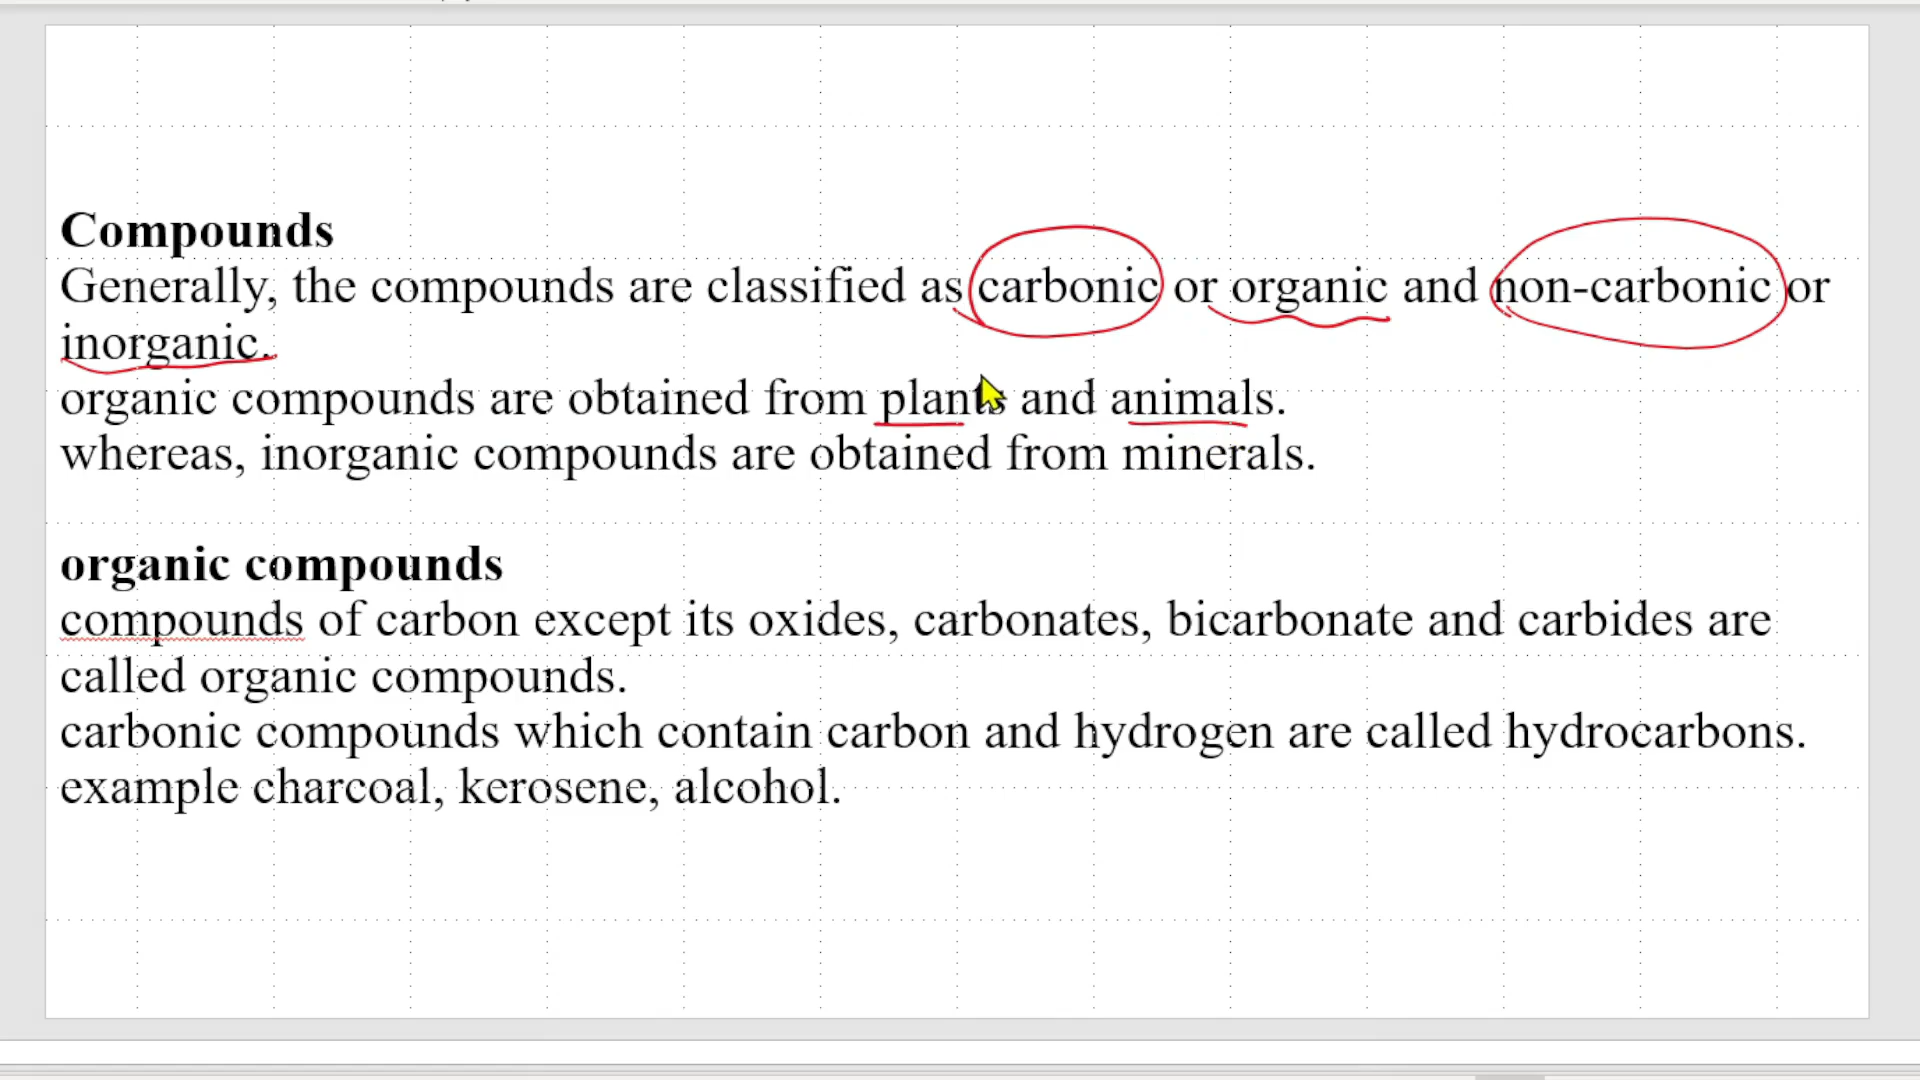 Compounds
Generally, the compounds are classified as carbonic or organic and non-carbonic or
inorganic.
organic compounds are obtained from plants and animals.
whereas, inorganic compounds are obtained from minerals.
organic compounds
compounds of carbon except its oxides, carbonates, bicarbonate and carbides are
called organic compounds.
carbonic compounds which contain carbon and hydrogen are called hydrocarbons.
example charcoal, kerosene, alcohol.